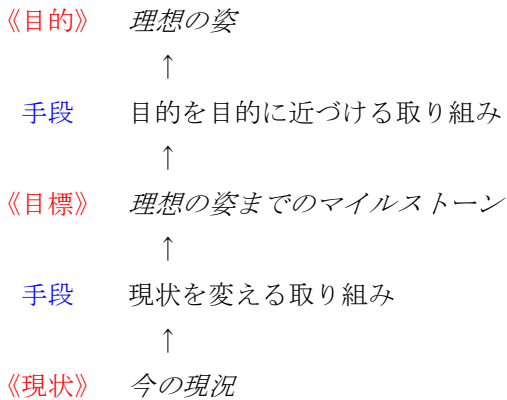 《目的》 理想の姿
↑
手段 目的を目的に近づける取り組み
↑
《目標》 理想の姿までのマイルストーン
↑
手段 現状を変える取り組み
↑
《現状》 今の現況